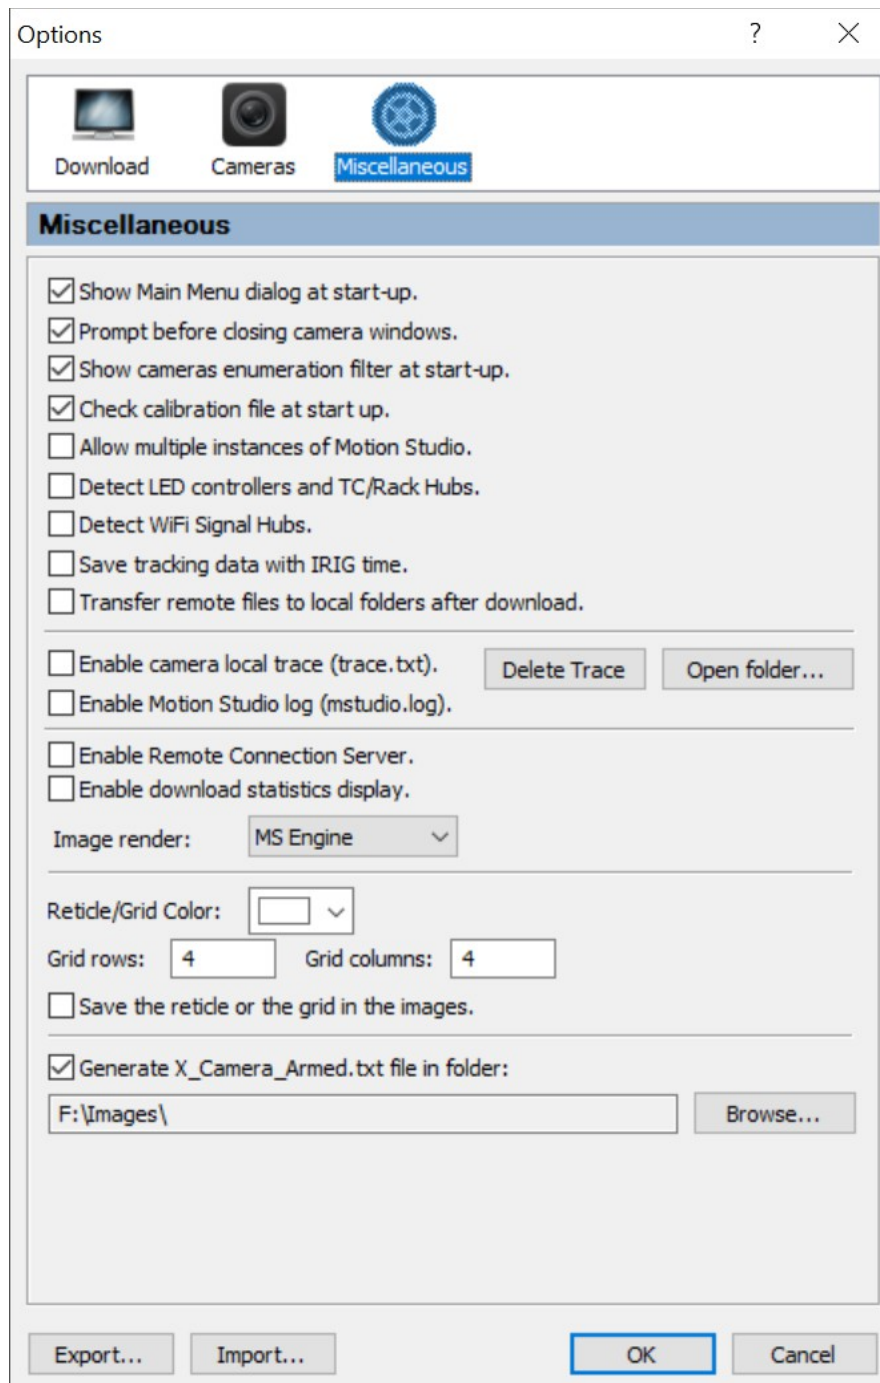 Options ?
Download Cameras Miscellaneous
Miscellaneous
Show Main Menu dialog at start-up.
Prompt before closing camera windows.
Show cameras enumeration filter at start-up.
Check calibration file at start up.
Allow multiple instances of Motion Studio.
Detect LED controllers and TC/Rack Hubs.
Detect WiFi Signal Hubs.
Save tracking data with IRIG time.
Transfer remote files to local folders after download.
Enable camera local trace (trace.txt). Delete Trace Open folder...
Enable Motion Studio log (mstudio.log).
Enable Remote Connection Server.
Enable download statistics display.
Image render: MS Engine
Reticle/Grid Color:
Grid rows: 4 Grid columns: 4
Save the reticle or the grid in the images.
Generate X_Camera_Armed.txt file in folder:
F:\Images\ Browse...
Export... Import... OK Cancel